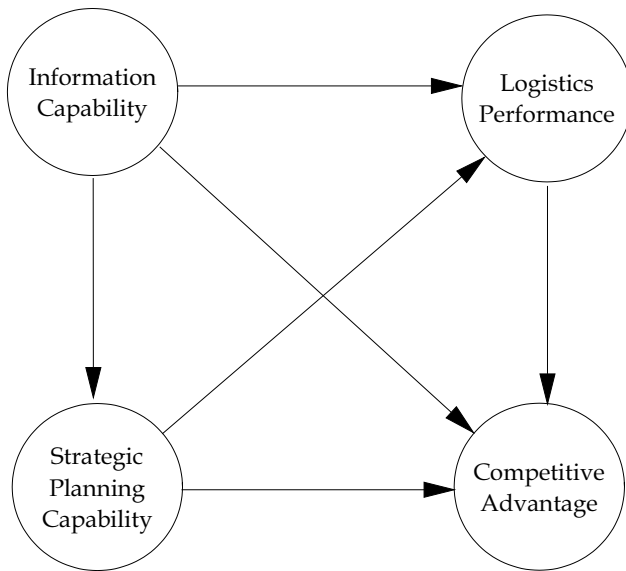 Information
Capability
Logistics
Performance
Strategic
Planning
Capability
Competitive
Advantage